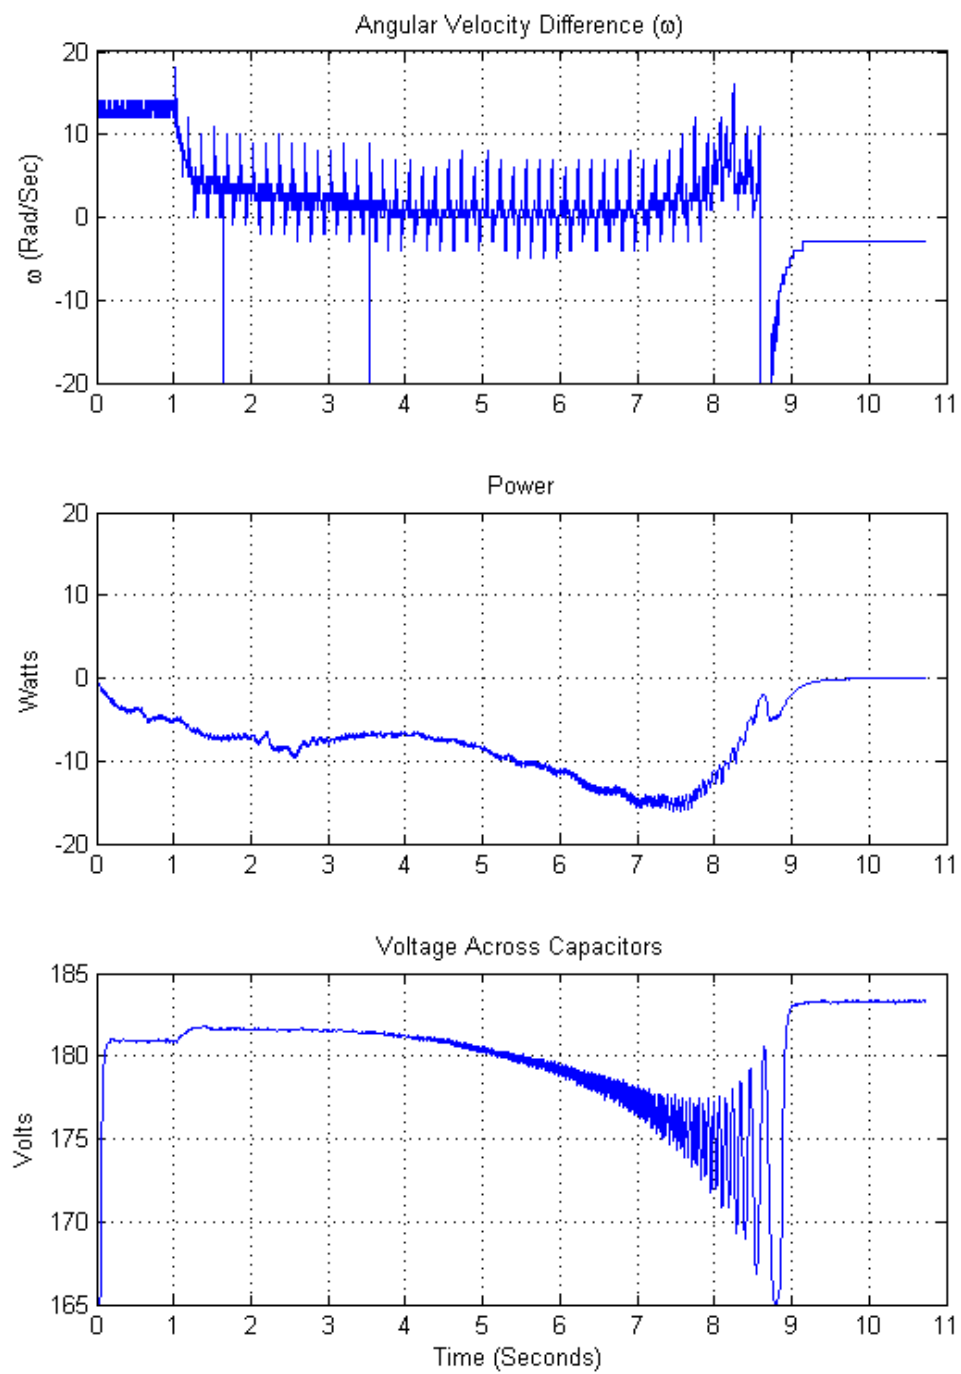 Angular Velocity Difference (ω)
ω (Rad/Sec)
20
10
0
-10
-20
0 1 2 3 4 5 6 7 8 9 10 11
Power
Watts
20
10
0
-10
-20
0 1 2 3 4 5 6 7 8 9 10 11
Voltage Across Capacitors
Volts
185
180
175
170
165
0 1 2 3 4 5 6 7 8 9 10 11
Time (Seconds)